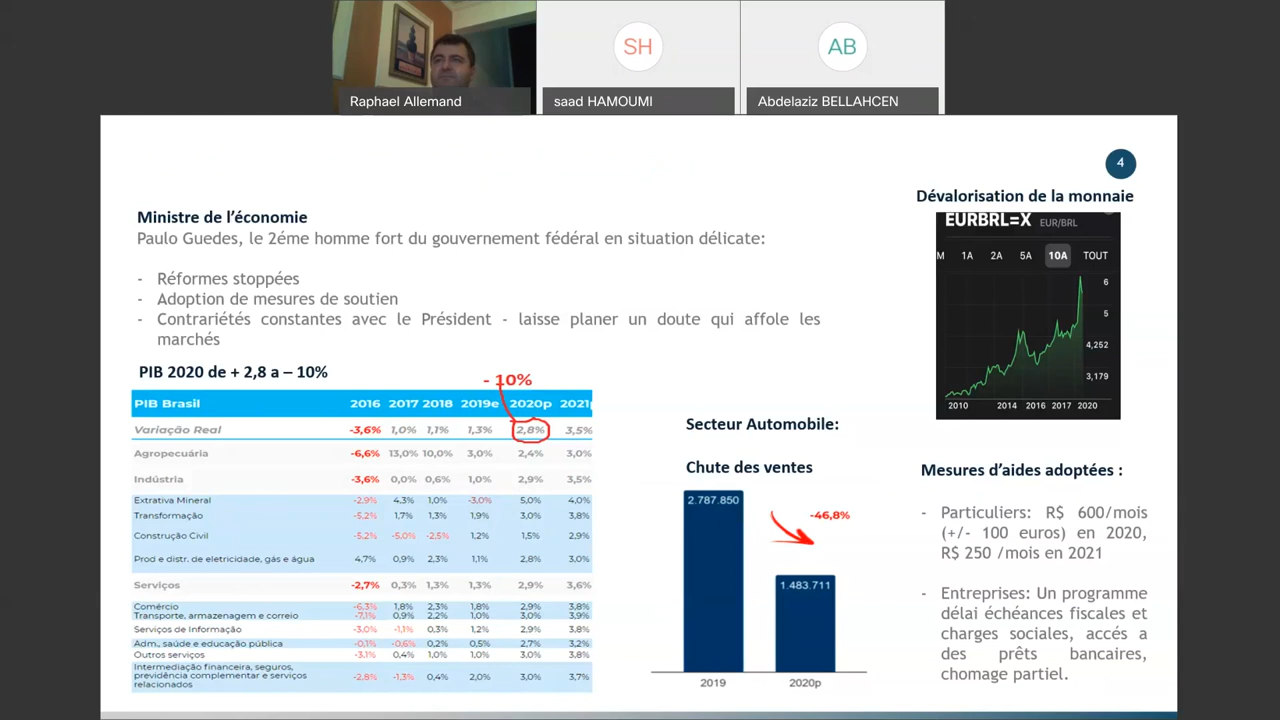 SH
AB
Raphael Allemand
saad HAMOUMI
Abdelaziz BELLAHCEN
4
Ministre de l’économie
Paulo Guedes, le 2éme homme fort du gouvernement fédéral en situation délicate:
- Réformes stoppées
- Adoption de mesures de soutien
- Contrariétés constantes avec le Président - laisse planer un doute qui affole les
marchés
Dévalorisation de la monnaie
EURBRL=X EUR/BRL
M 1A 2A 5A 10A TOUT
6
5
4,252
3,179
2010 2014 2016 2017 2020
PIB 2020 de + 2,8 a – 10%
- 10%
PIB Brasil 2016 2017 2018 2019e 2020p 2021p
Variação Real -3,6% 1,0% 1,1% 1,3% 2,8% 3,5%
Agropecuária -6,6% 13,0% 10,0% 3,0% 2,4% 3,0%
Indústria -3,6% 0,0% 0,6% 1,0% 2,9% 3,5%
Extrativa Mineral -2,9% 4,3% 1,0% -3,0% 5,0% 4,0%
Transformação -5,2% 1,7% 1,3% 1,9% 3,0% 3,8%
Construção Civil -5,2% -5,0% -2,5% 1,2% 1,5% 2,9%
Prod e distr. de eletricidade, gás e água 4,7% 0,9% 2,3% 1,1% 2,8% 3,0%
Serviços -2,7% 0,3% 1,3% 1,3% 2,9% 3,6%
Comércio -6,3% 1,8% 2,3% 1,8% 2,9% 3,8%
Transporte, armazenagem e correio -7,1% 0,9% 2,2% 1,0% 3,0% 3,9%
Serviços de Informação -3,0% -1,1% 0,3% 1,2% 2,9% 3,8%
Adm., saúde e educação pública -0,1% -0,6% 0,2% 0,5% 2,7% 3,2%
Outros serviços -3,1% 0,4% 1,0% 1,0% 3,0% 3,8%
Intermediação financeira, seguros,
previdência complementar e serviços
relacionados -2,8% -1,3% 0,4% 2,0% 3,0% 3,7%
Secteur Automobile:
Chute des ventes
2.787.850
-46,8%
1.483.711
2019 2020p
Mesures d’aides adoptées :
- Particuliers: R$ 600/mois
(+/- 100 euros) en 2020,
R$ 250 /mois en 2021
- Entreprises: Un programme
délai échéances fiscales et
charges sociales, accés a
des prêts bancaires,
chomage partiel.